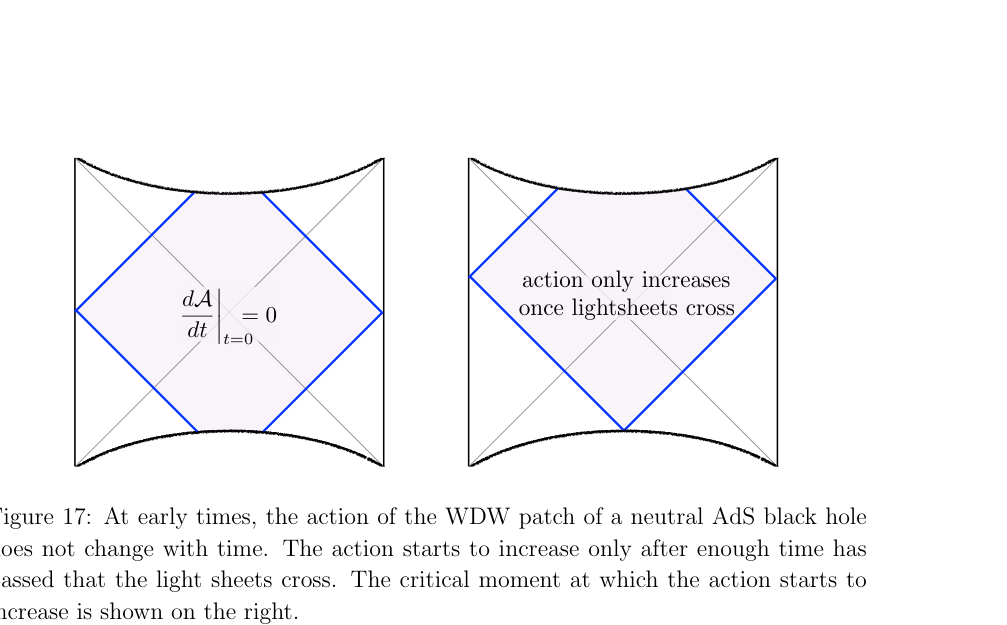 d𝒜/dt|t=0 = 0
action only increases
once lightsheets cross
igure 17: At early times, the action of the WDW patch of a neutral AdS black hole
oes not change with time. The action starts to increase only after enough time has
assed that the light sheets cross. The critical moment at which the action starts to
ncrease is shown on the right.